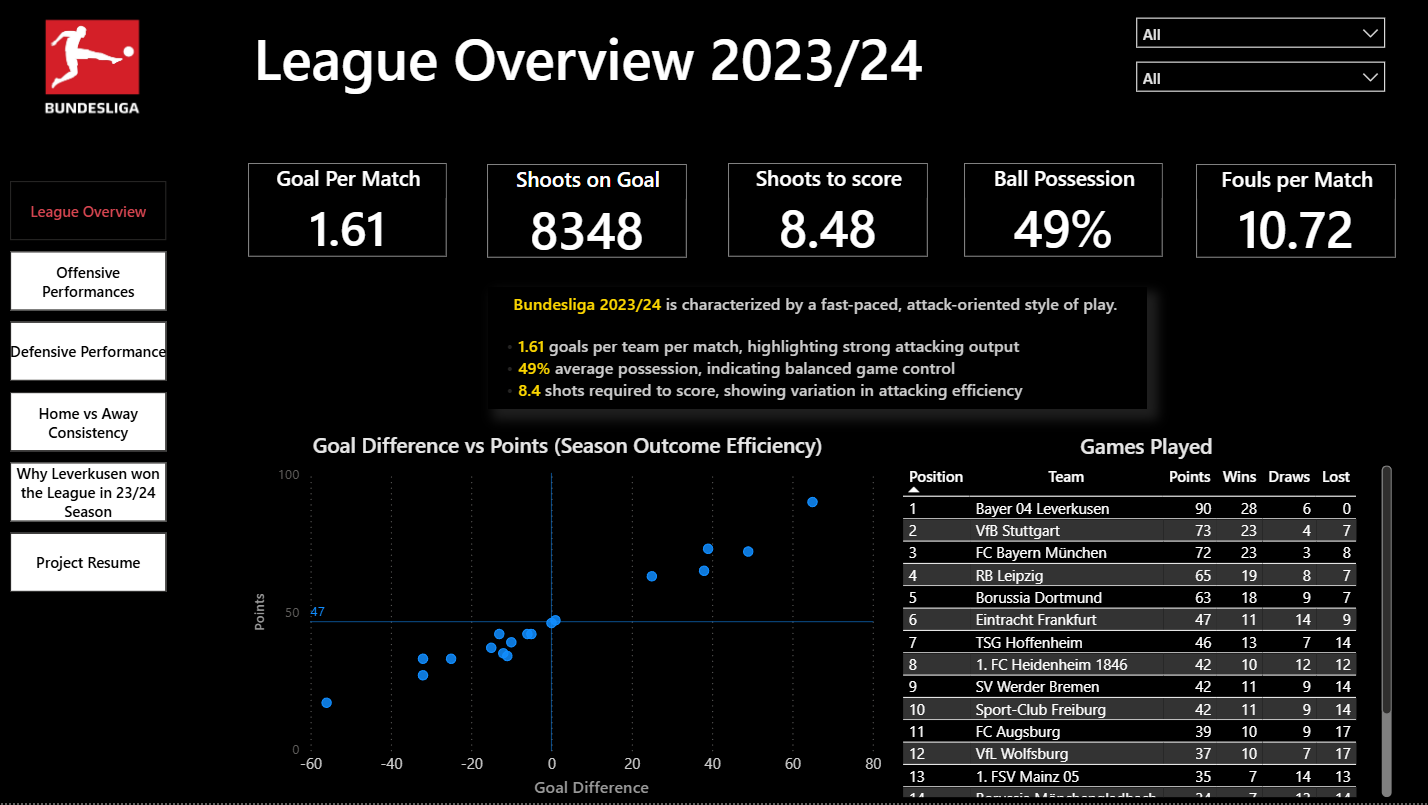 BUNDESLIGA
League Overview 2023/24
All
All
League Overview
Offensive
Performances
Defensive Performance
Home vs Away
Consistency
Why Leverkusen won
the League in 23/24
Season
Project Resume
Goal Per Match
1.61
Shoots on Goal
8348
Shoots to score
8.48
Ball Possession
49%
Fouls per Match
10.72
Bundesliga 2023/24 is characterized by a fast-paced, attack-oriented style of play.
• 1.61 goals per team per match, highlighting strong attacking output
• 49% average possession, indicating balanced game control
• 8.4 shots required to score, showing variation in attacking efficiency
Goal Difference vs Points (Season Outcome Efficiency)
100
50
0
47
Points
-60 -40 -20 0 20 40 60 80
Goal Difference
Games Played
Position Team Points Wins Draws Lost
1 Bayer 04 Leverkusen 90 28 6 0
2 VfB Stuttgart 73 23 4 7
3 FC Bayern München 72 23 3 8
4 RB Leipzig 65 19 8 7
5 Borussia Dortmund 63 18 9 7
6 Eintracht Frankfurt 47 11 14 9
7 TSG Hoffenheim 46 13 7 14
8 1. FC Heidenheim 1846 42 10 12 12
9 SV Werder Bremen 42 11 9 14
10 Sport-Club Freiburg 42 11 9 14
11 FC Augsburg 39 10 9 17
12 VfL Wolfsburg 37 10 7 17
13 1. FSV Mainz 05 35 7 14 13
14 Borussia Mönchengladbach 34 7 13 14